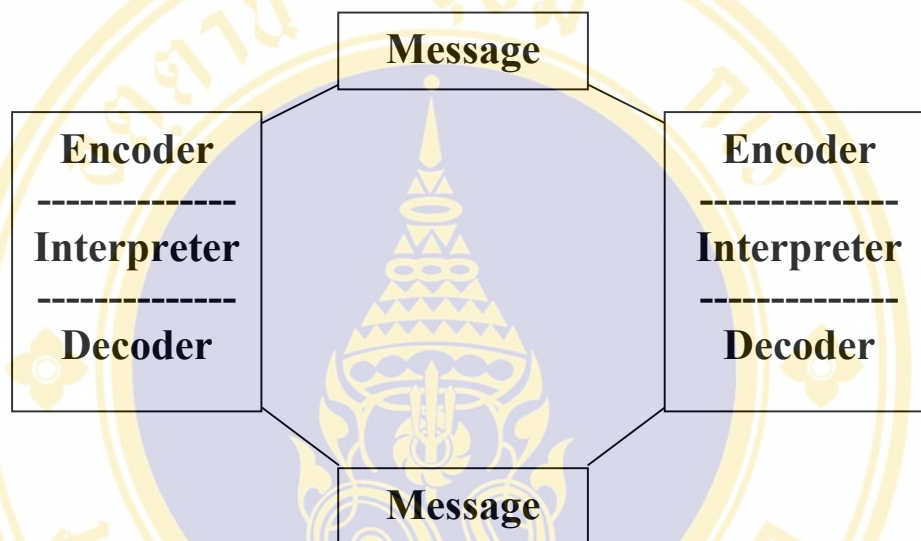 Message
Encoder
--------------
Interpreter
--------------
Decoder
Encoder
--------------
Interpreter
--------------
Decoder
Message